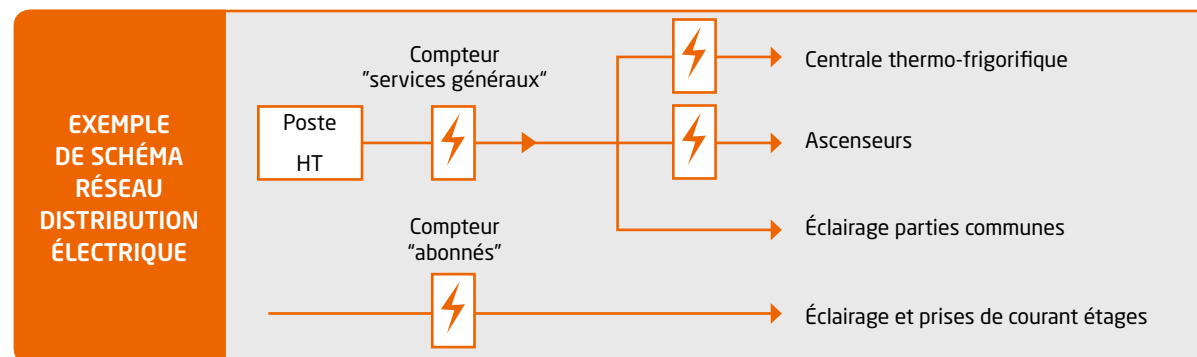 EXEMPLE
DE SCHÉMA
RÉSEAU
DISTRIBUTION
ÉLECTRIQUE
Compteur
"services généraux“
Poste
HT
Centrale thermo-frigorifique
Ascenseurs
Éclairage parties communes
Compteur
“abonnés”
Éclairage et prises de courant étages